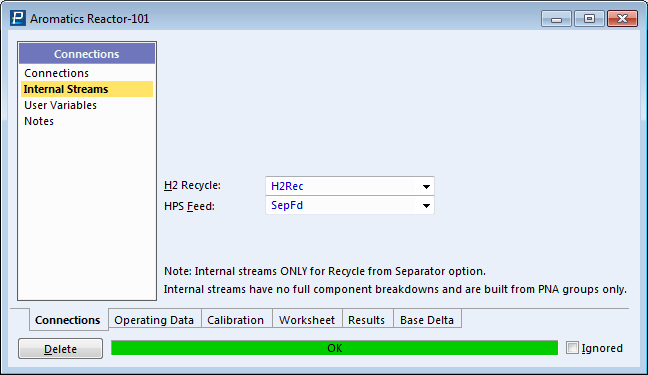 Aromatics Reactor-101
Connections
Connections
Internal Streams
User Variables
Notes
H2 Recycle: H2Rec
HPS Feed: SepFd
Note: Internal streams ONLY for Recycle from Separator option.
Internal streams have no full component breakdowns and are built from PNA groups only.
Connections Operating Data Calibration Worksheet Results Base Delta
Delete OK Ignored